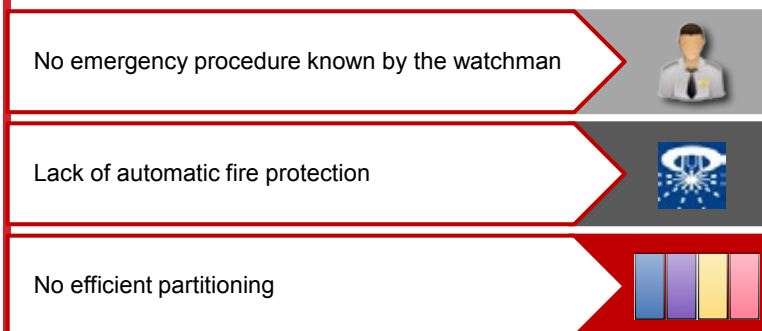 No emergency procedure known by the watchman
Lack of automatic fire protection
No efficient partitioning